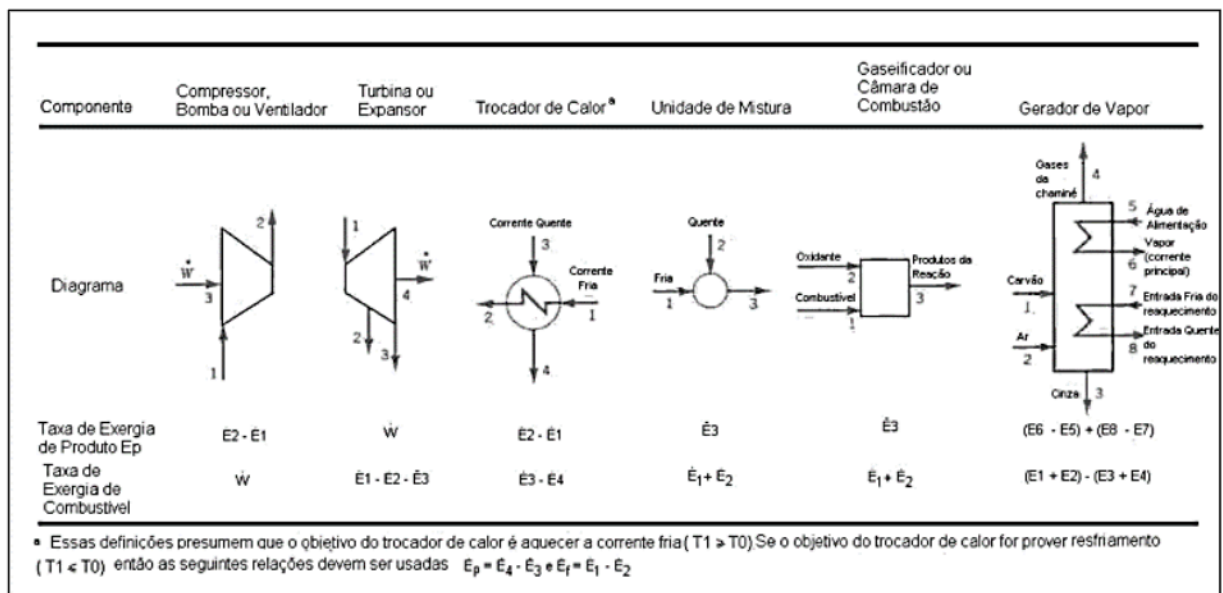 Componente
Compressor,
Bomba ou Ventilador
Turbina ou
Expansor
Trocador de Calor ª
Unidade de Mistura
Gaseificador ou
Câmara de
Combustão
Gerador de Vapor
Diagrama
Ẇ
3
2
1
1
Ẇ
4
2
3
Corrente Quente
3
Corrente
Fria
2
1
4
Quente
2
Fria
1
3
Oxidante
2
Combustível
1
Produtos da
Reação
3
Gases
da
chaminé
4
5
Água de
Alimentação
Vapor
(corrente
principal)
6
Carvão
1
7
Entrada Fria do
reaquecimento
Ar
2
Entrada Quente
do
reaquecimento
8
Cinza
3
Taxa de Exergia
de Produto Ep
Ė2 - Ė1
Ẇ
Ė2 - Ė1
Ė3
Ė3
(E6 - E5) + (E8 - E7)
Taxa de
Exergia de
Combustível
Ẇ
Ė1 - Ė2 - Ė3
Ė3 - Ė4
Ė₁ + Ė₂
Ė₁ + Ė₂
(E1 + E2) - (E3 + E4)
ª Essas definições presumem que o objetivo do trocador de calor é aquecer a corrente fria ( T1 ≥ T0) Se o objetivo do trocador de calor for prover resfriamento
( T1 ≤ T0) então as seguintes relações devem ser usadas Ėₚ = Ė₄ - Ė₃ e Ėf = Ė₁ - Ė₂